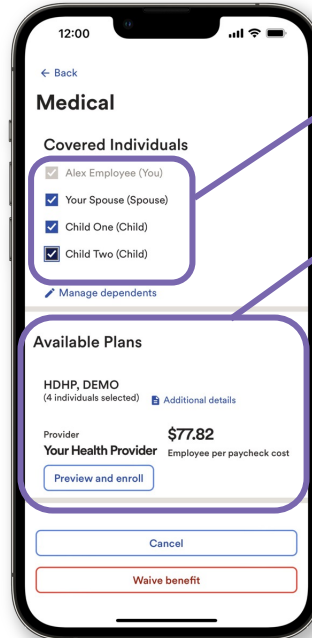 12:00
← Back
Medical
Covered Individuals
Alex Employee (You)
Your Spouse (Spouse)
Child One (Child)
Child Two (Child)
Manage dependents
Available Plans
HDHP, DEMO
(4 individuals selected) Additional details
Provider
Your Health Provider
$77.82
Employee per paycheck cost
Preview and enroll
Cancel
Waive benefit